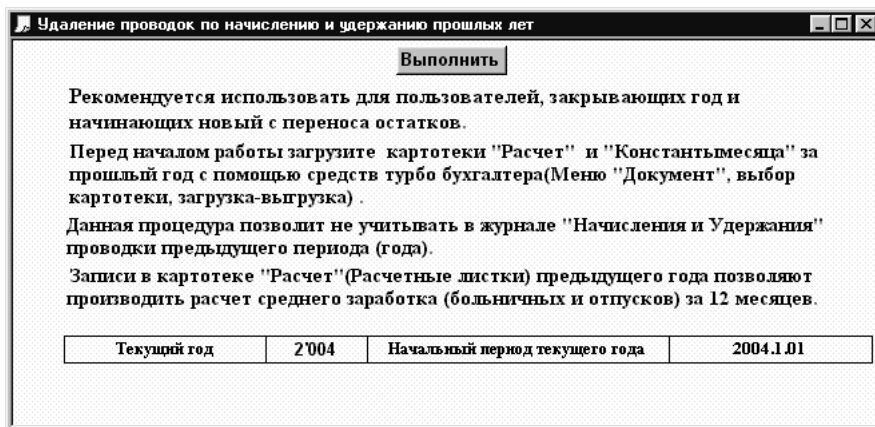 Удаление проводок по начислению и удержанию прошлых лет
Выполнить
Рекомендуется использовать для пользователей, закрывающих год и
начинающих новый с переноса остатков.
Перед началом работы загрузите картотеки "Расчет" и "Константымесяца" за
прошлый год с помощью средств турбо бухгалтера(Меню "Документ", выбор
картотеки, загрузка-выгрузка) .
Данная процедура позволит не учитывать в журнале "Начисления и Удержания"
проводки предыдущего периода (года).
Записи в картотеке "Расчет"(Расчетные листки) предыдущего года позволяют
производить расчет среднего заработка (больничных и отпусков) за 12 месяцев.
Текущий год 2'004 Начальный период текущего года 2004.1.01